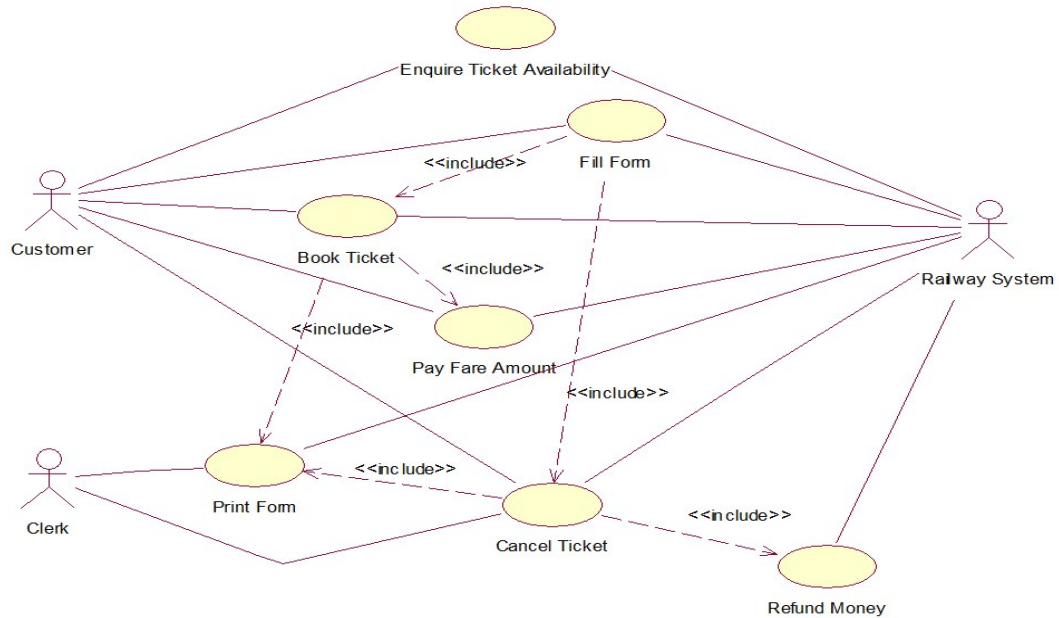 Enquire Ticket Availability
<<include>>
Fill Form
Customer
Book Ticket
<<include>>
Railway System
<<include>>
Pay Fare Amount
<<include>>
<<include>>
Print Form
Clerk
<<include>>
Cancel Ticket
Refund Money